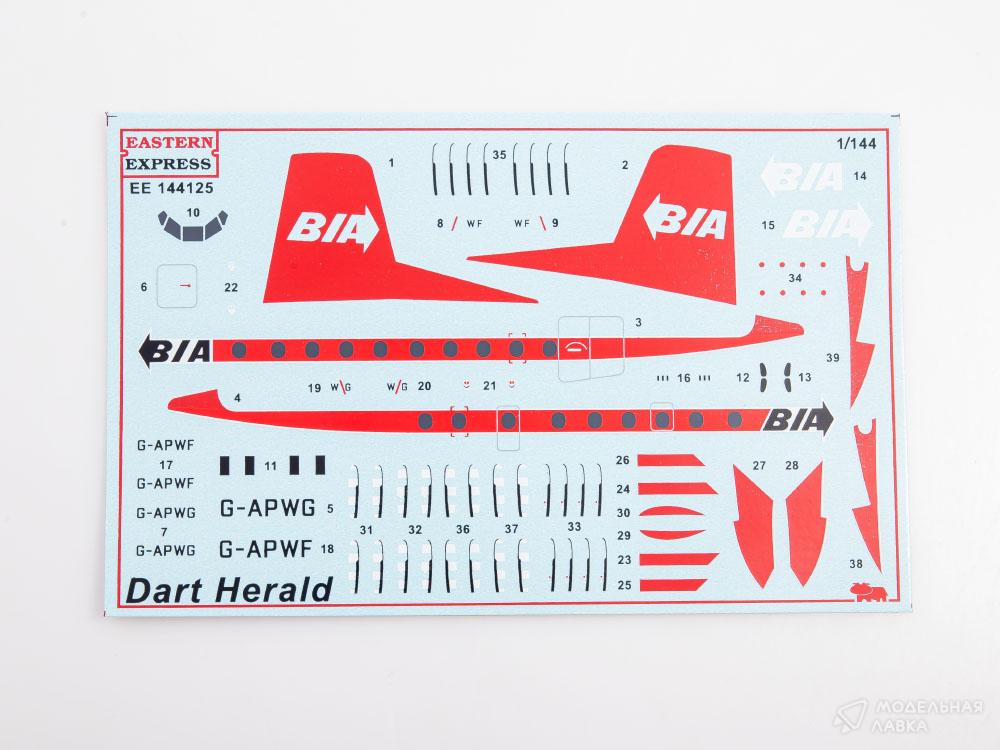 EASTERN
EXPRESS
EE 144125
1/144
1
35
2
14
BIA
10
BIA
BIA
15
BIA
8 / WF
WF / 9
6
22
34
3
BIA
39
19 W\G
W/G 20
21
16
12
13
4
BIA
G-APWF
17
G-APWF
11
26
27
28
24
G-APWG
7
G-APWG
G-APWG 5
30
31
32
36
37
33
29
G-APWF 18
23
38
25
Dart Herald
МОДЕЛЬНАЯ
ЛАВКА